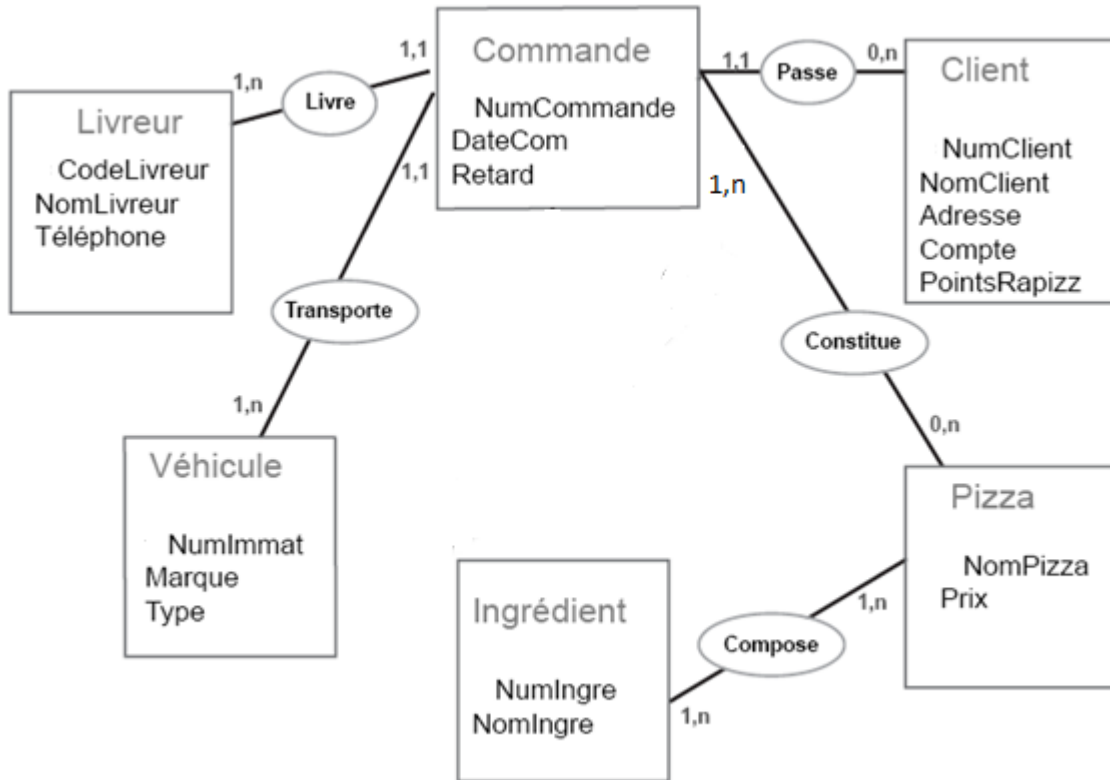 Commande
NumCommande
DateCom
Retard
1,1
Livre
1,n
Livreur
CodeLivreur
NomLivreur
Téléphone
1,1
Transporte
1,n
Véhicule
NumImmat
Marque
Type
1,1
Passe
0,n
Client
NumClient
NomClient
Adresse
Compte
PointsRapizz
1,n
Constitue
0,n
Pizza
NomPizza
Prix
1,n
Compose
1,n
Ingrédient
NumIngre
NomIngre